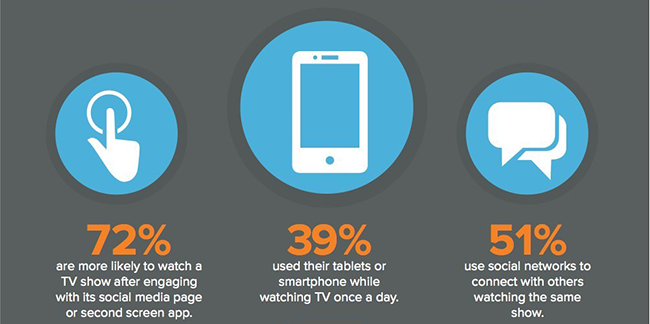 72%
are more likely to watch a
TV show after engaging
with its social media page
or second screen app.
39%
used their tablets or
smartphone while
watching TV once a day.
51%
use social networks to
connect with others
watching the same
show.